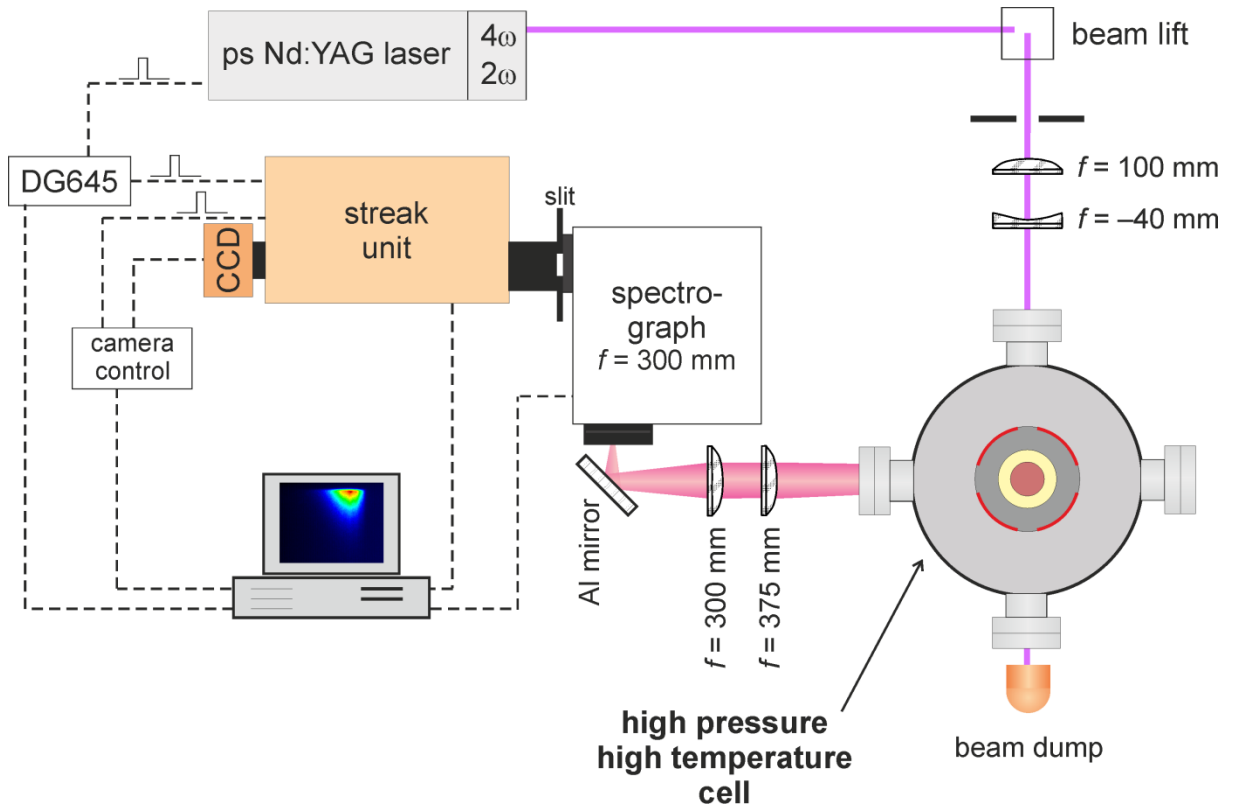 ps Nd:YAG laser
4ω
2ω
beam lift
f = 100 mm
f = –40 mm
DG645
streak
unit
CCD
slit
spectro-
graph
f = 300 mm
camera
control
Al mirror
f = 300 mm
f = 375 mm
high pressure
high temperature
cell
beam dump